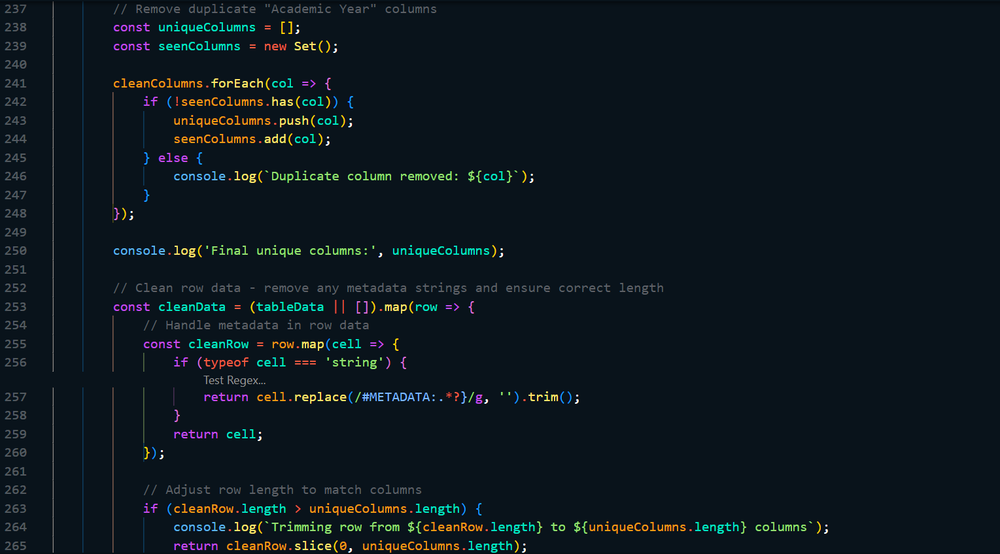 237 // Remove duplicate "Academic Year" columns
238 const uniqueColumns = [];
239 const seenColumns = new Set();
240
241 cleanColumns.forEach(col => {
242 if (!seenColumns.has(col)) {
243 uniqueColumns.push(col);
244 seenColumns.add(col);
245 } else {
246 console.log(`Duplicate column removed: ${col}`);
247 }
248 });
249
250 console.log('Final unique columns:', uniqueColumns);
251
252 // Clean row data - remove any metadata strings and ensure correct length
253 const cleanData = (tableData || []).map(row => {
254 // Handle metadata in row data
255 const cleanRow = row.map(cell => {
256 if (typeof cell === 'string') {
Test Regex...
257 return cell.replace(/#METADATA:.*?}/g, '').trim();
258 }
259 return cell;
260 });
261
262 // Adjust row length to match columns
263 if (cleanRow.length > uniqueColumns.length) {
264 console.log(`Trimming row from ${cleanRow.length} to ${uniqueColumns.length} columns`);
265 return cleanRow.slice(0, uniqueColumns.length);